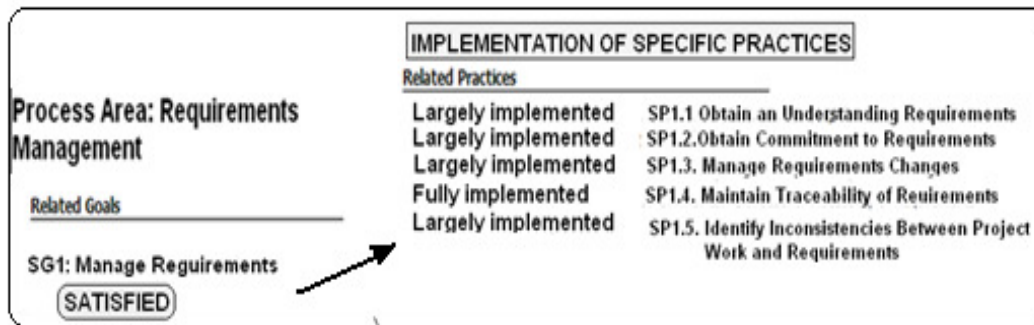 IMPLEMENTATION OF SPECIFIC PRACTICES
Related Practices
Process Area: Requirements
Management
Related Goals
SG1: Manage Reguirements
SATISFIED
Largely implemented SP1.1 Obtain an Understanding Requirements
Largely implemented SP1.2.Obtain Commitment to Requirements
Largely implemented SP1.3. Manage Requirements Changes
Fully implemented SP1.4. Maintain Traceability of Reuirements
Largely implemented SP1.5. Identify Inconsistencies Between Project
Work and Requirements